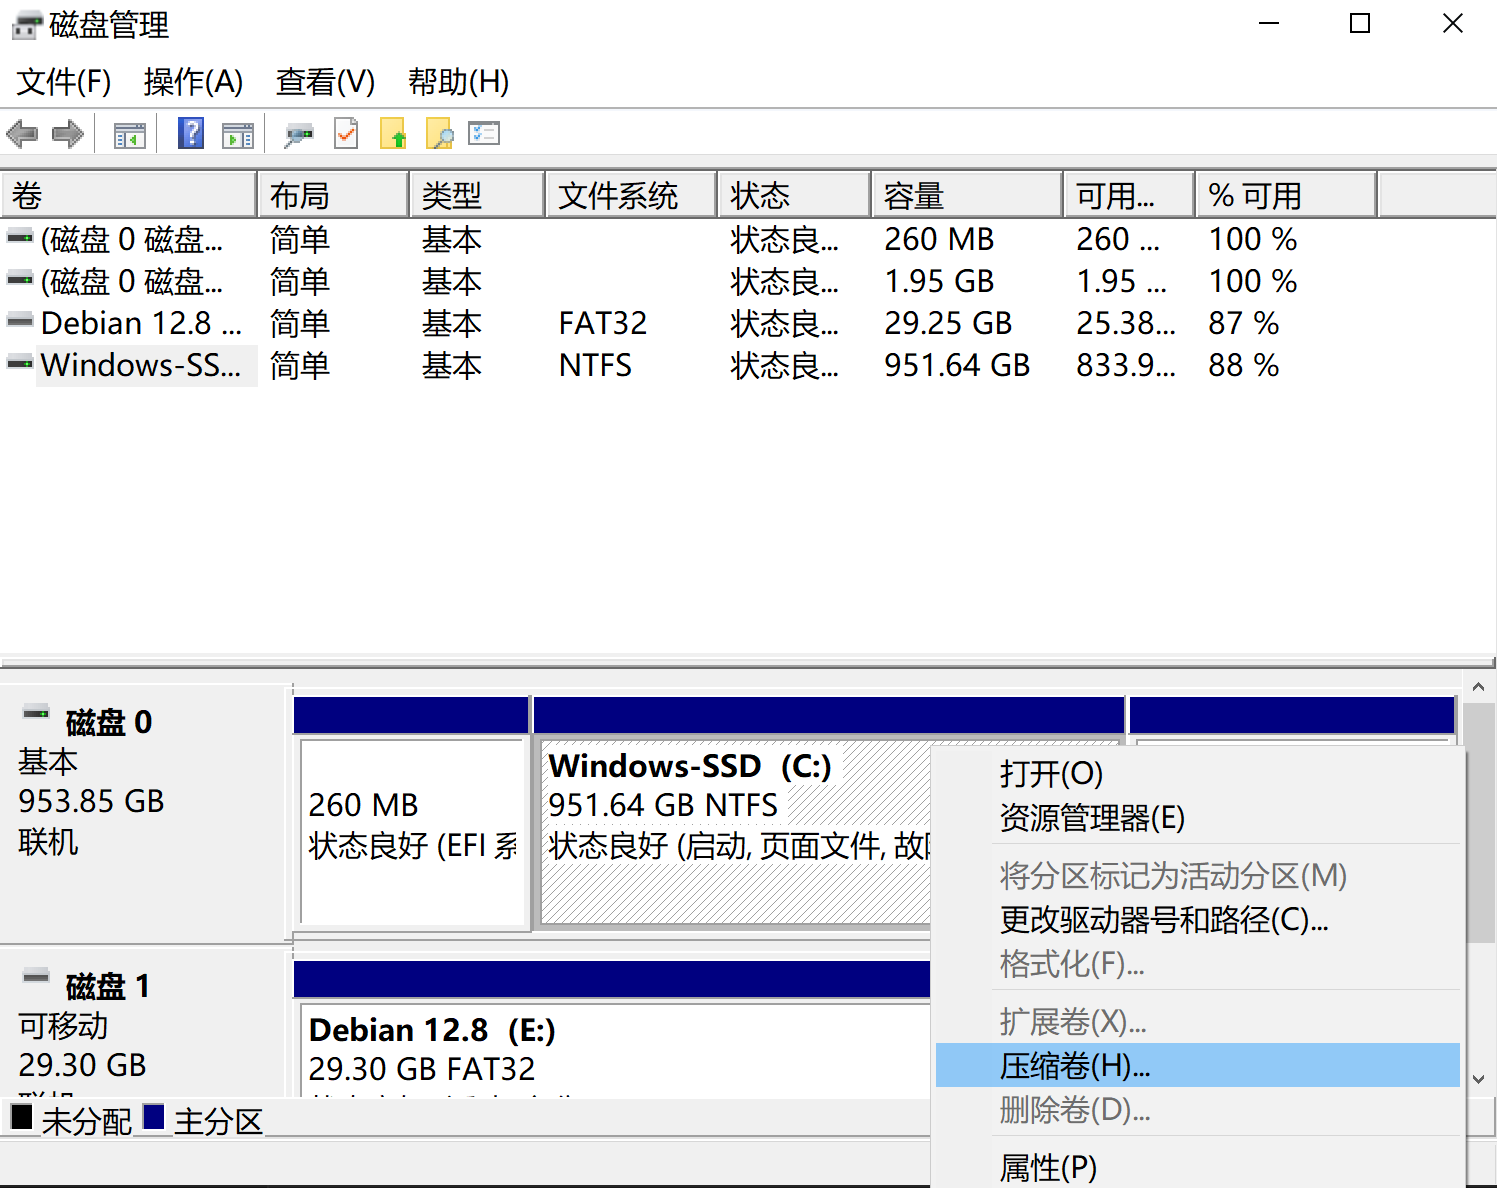 磁盘管理
文件(F) 操作(A) 查看(V) 帮助(H)
卷 布局 类型 文件系统 状态 容量 可用... % 可用
(磁盘 0 磁盘... 简单 基本 状态良... 260 MB 260 ... 100 %
(磁盘 0 磁盘... 简单 基本 状态良... 1.95 GB 1.95 ... 100 %
Debian 12.8 ... 简单 基本 FAT32 状态良... 29.25 GB 25.38... 87 %
Windows-SS... 简单 基本 NTFS 状态良... 951.64 GB 833.9... 88 %
磁盘 0
基本
953.85 GB
联机
260 MB
状态良好 (EFI 系
Windows-SSD (C:)
951.64 GB NTFS
状态良好 (启动, 页面文件, 故
磁盘 1
可移动
29.30 GB
Debian 12.8 (E:)
29.30 GB FAT32
未分配 主分区
打开(O)
资源管理器(E)
将分区标记为活动分区(M)
更改驱动器号和路径(C)...
格式化(F)...
扩展卷(X)...
压缩卷(H)...
删除卷(D)...
属性(P)